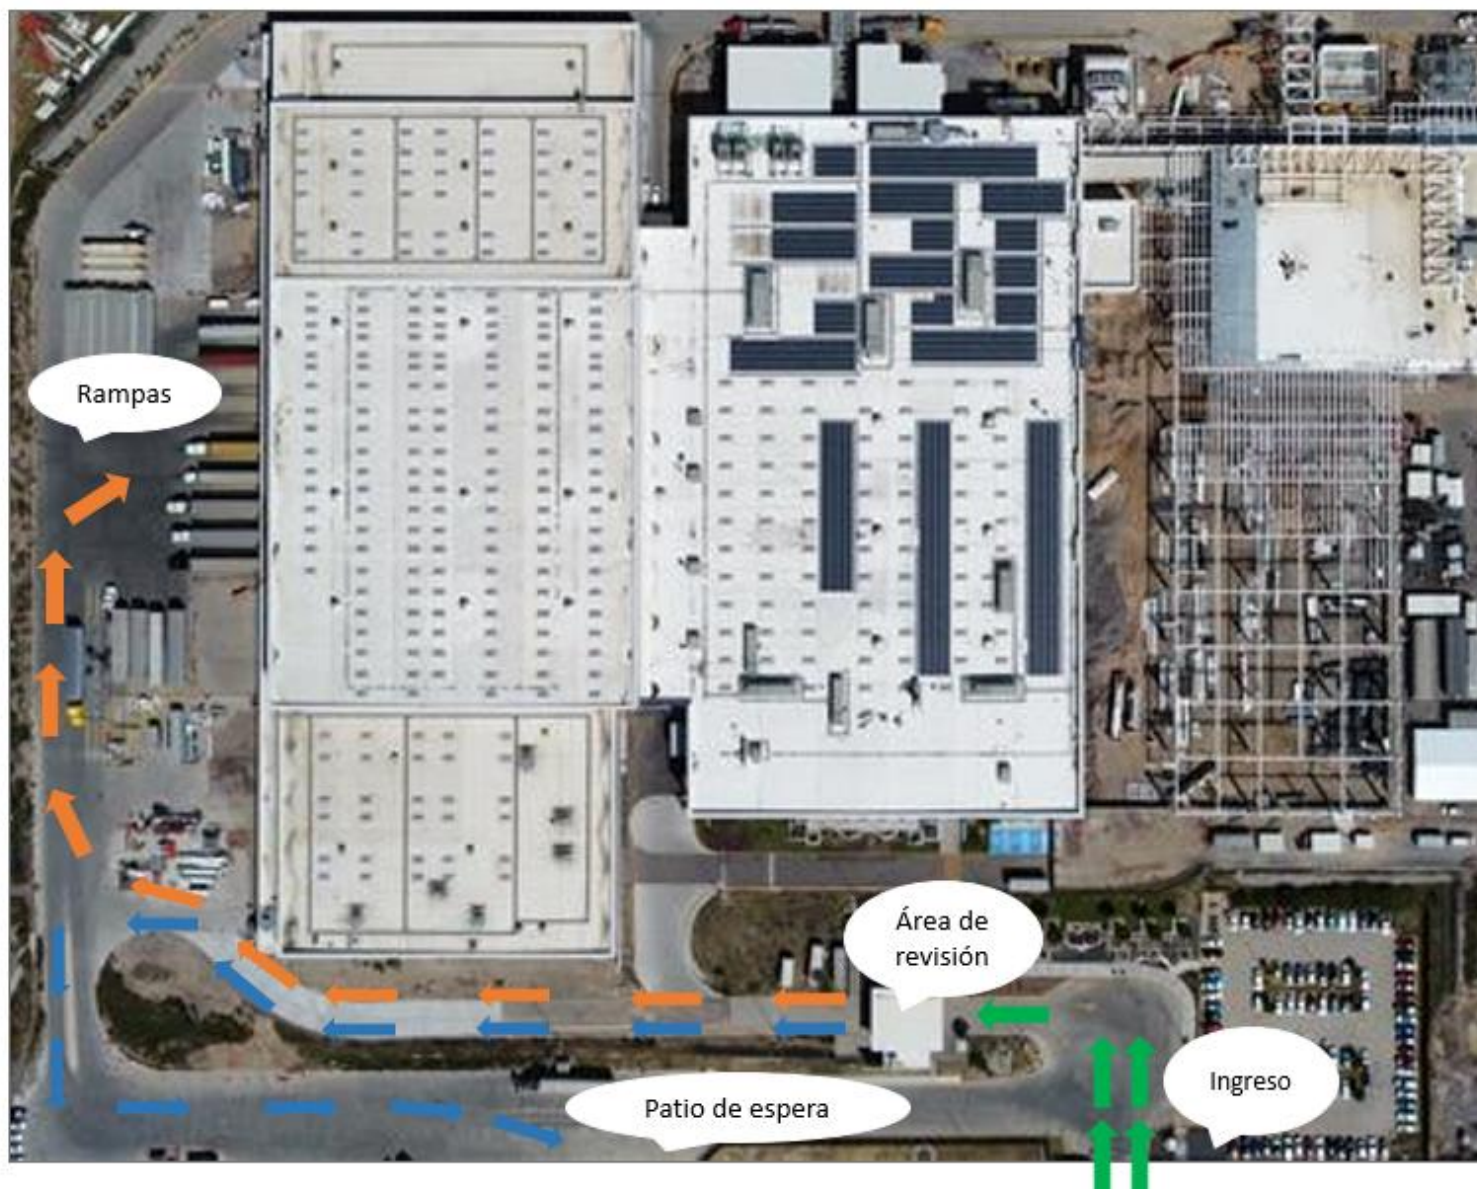 Rampas
Área de
revisión
Ingreso
Patio de espera